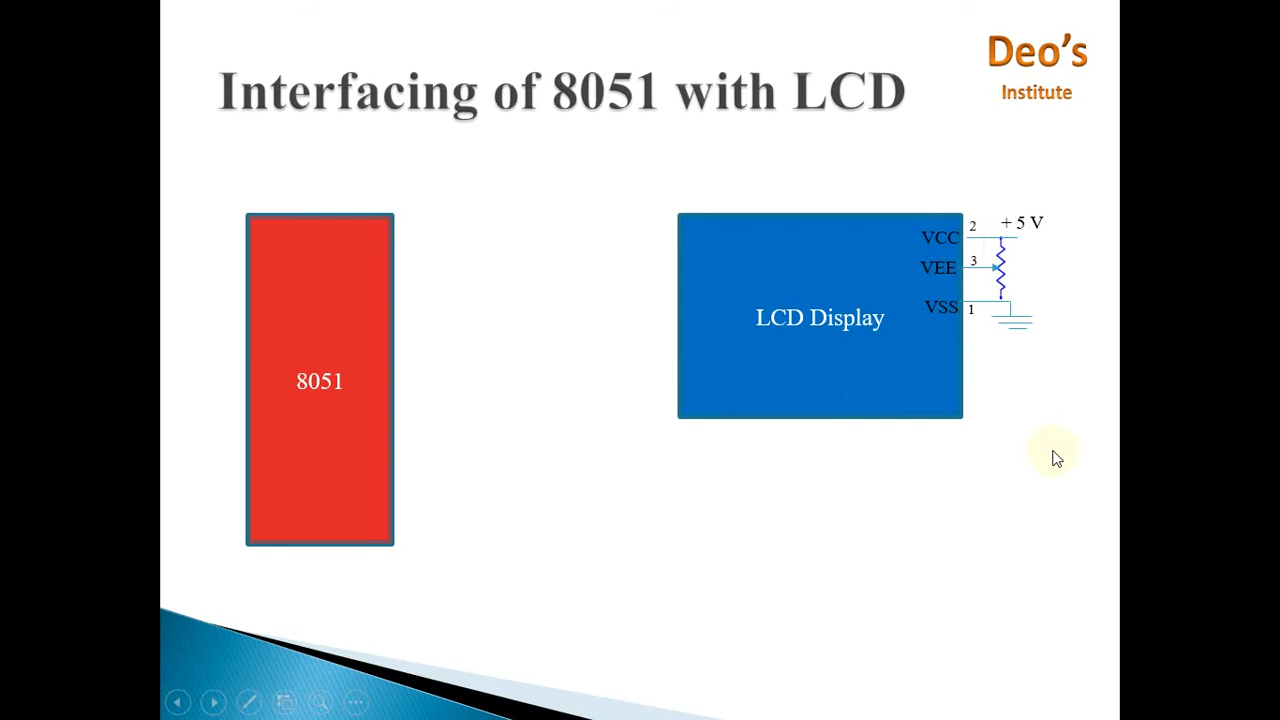 Deo's
Institute
Interfacing of 8051 with LCD
8051
LCD Display
VCC
2
+ 5 V
VEE
3
VSS
1